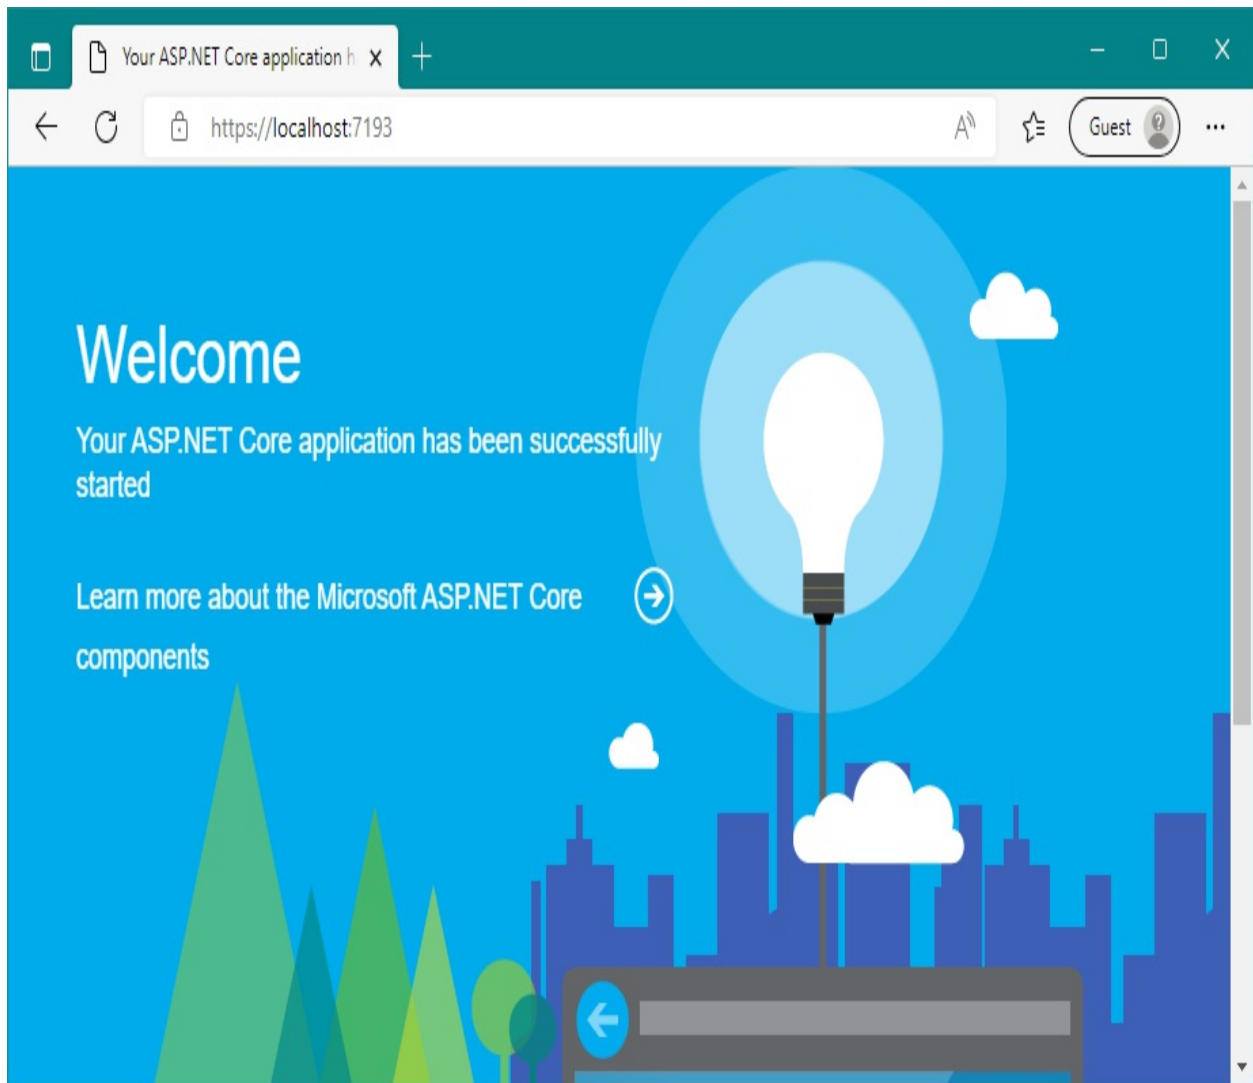 Your ASP.NET Core application h
https://localhost:7193
Guest
Welcome
Your ASP.NET Core application has been successfully
started
Learn more about the Microsoft ASP.NET Core
components